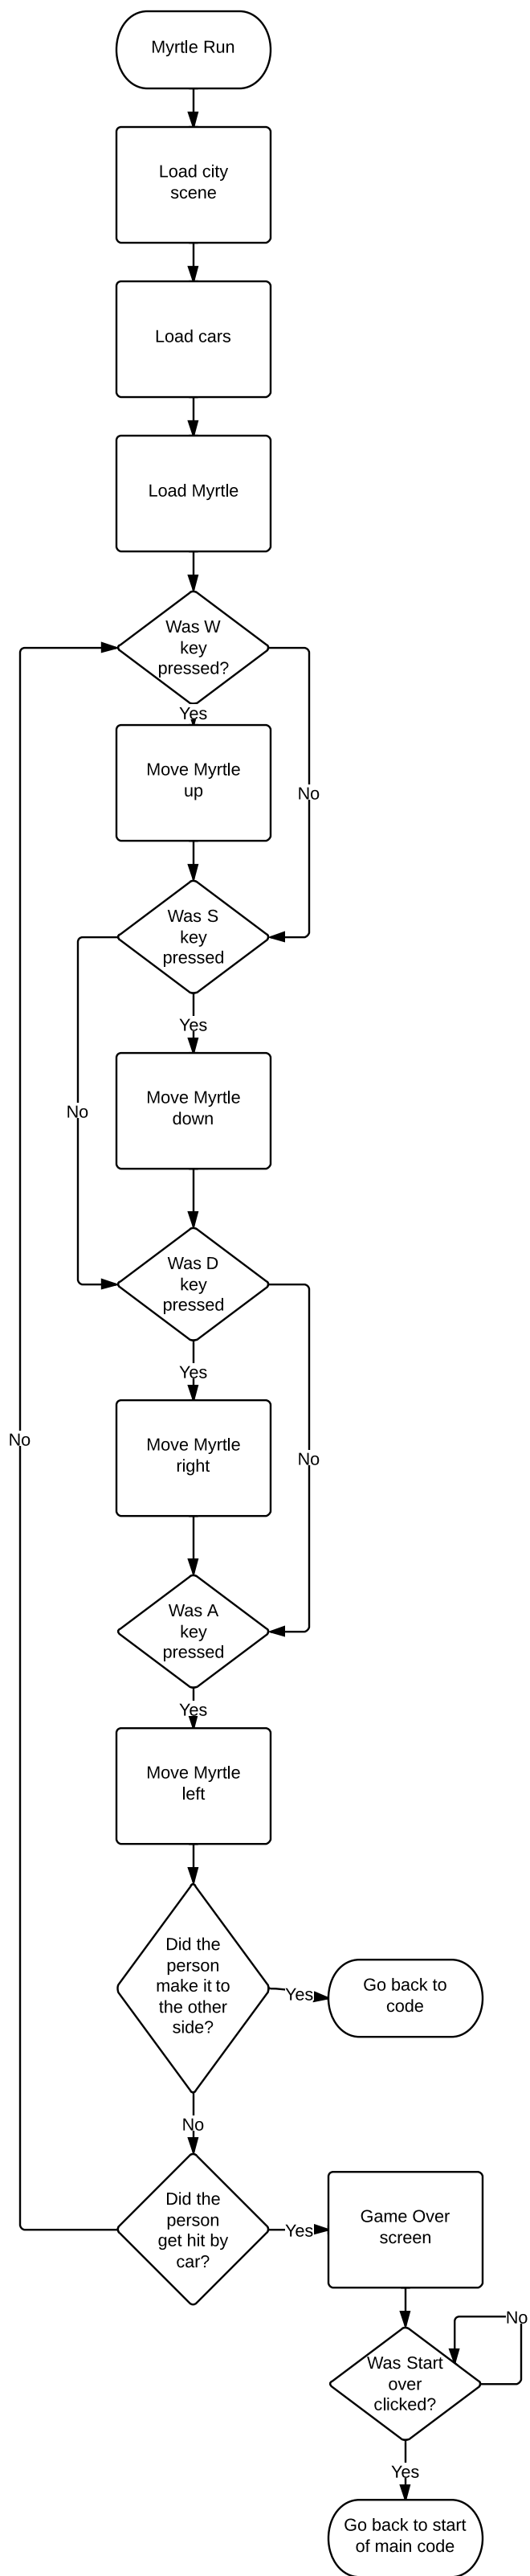 Myrtle Run
Load city
scene
Load cars
Load Myrtle
Was W
key
pressed?
Yes
Move Myrtle
up
No
Was S
key
pressed
Yes
No
Move Myrtle
down
Was D
key
pressed
Yes
No
Move Myrtle
right
No
Was A
key
pressed
Yes
Move Myrtle
left
Did the
person
make it to
the other
side?
Yes
Go back to
code
No
Did the
person
get hit by
car?
Yes
Game Over
screen
No
Was Start
over
clicked?
Yes
Go back to start
of main code